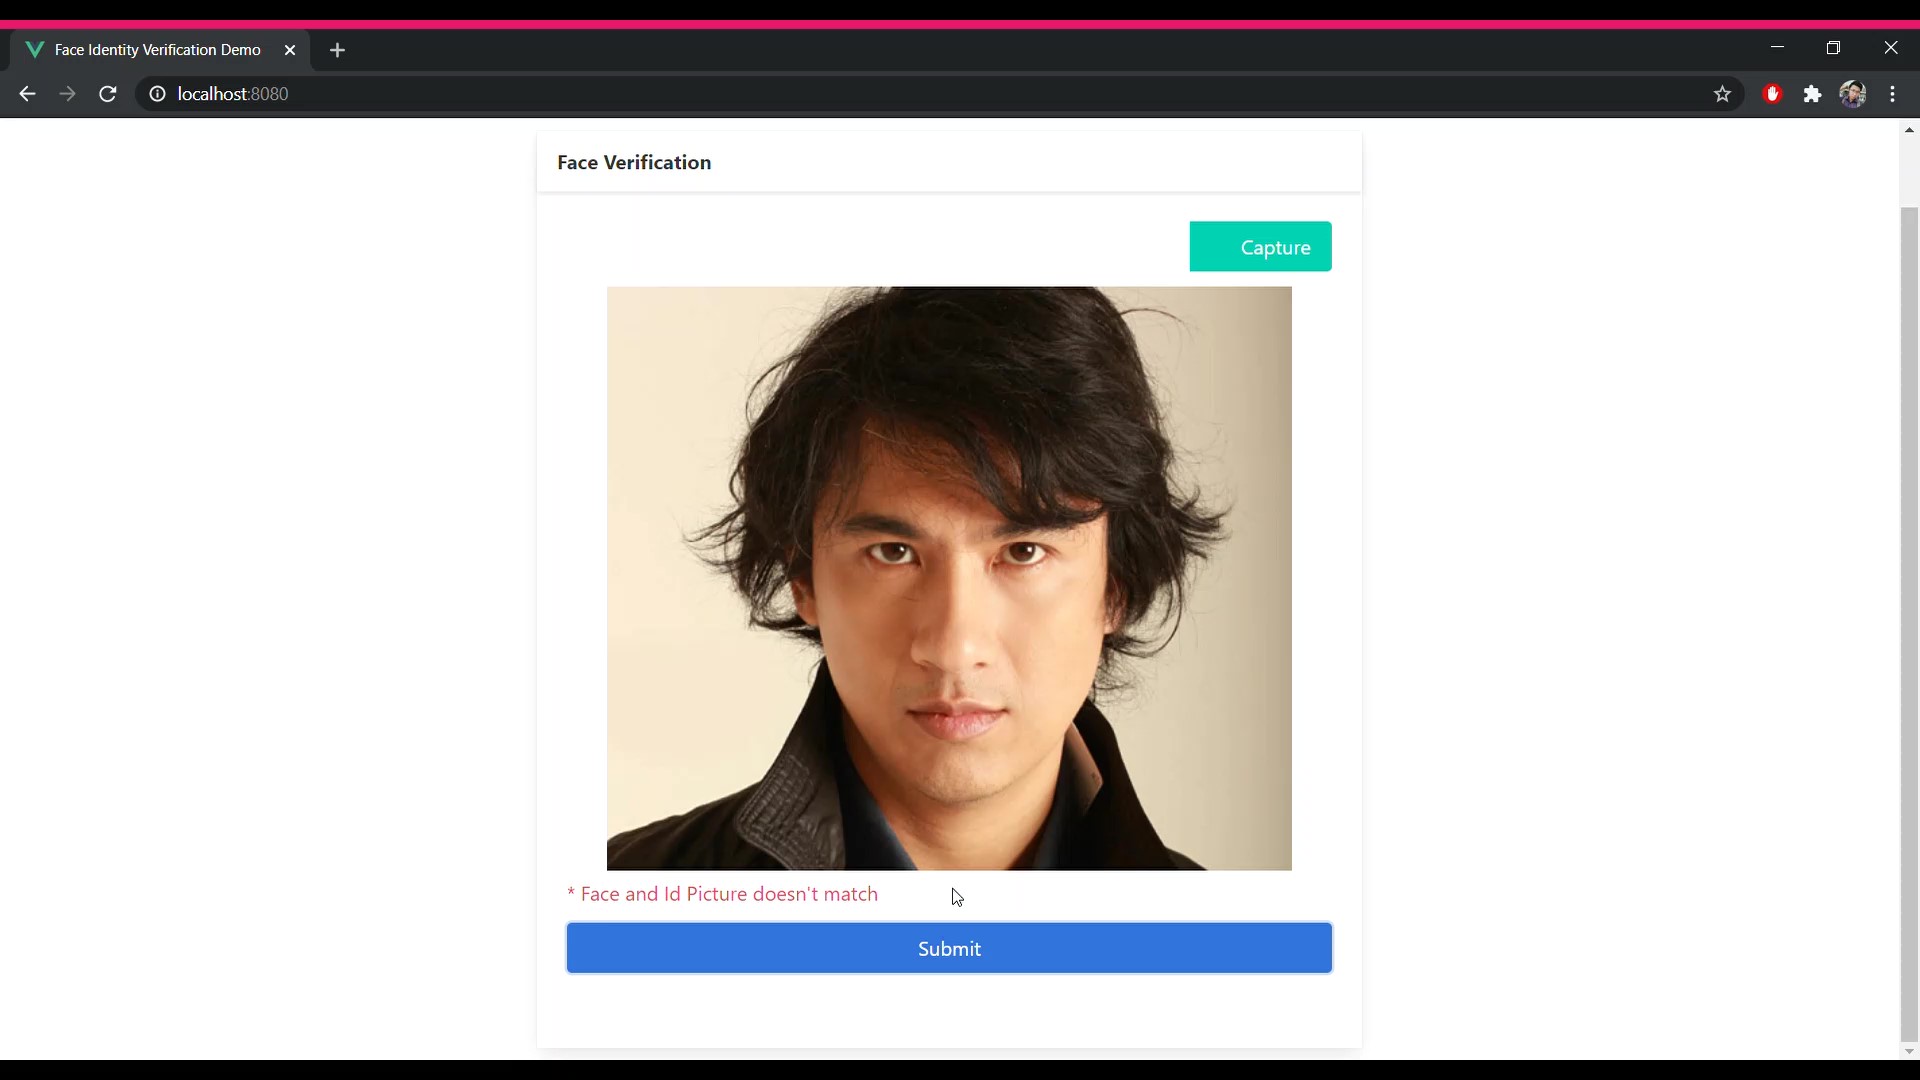 Face Identity Verification Demo
localhost:8080
Face Verification
Capture
* Face and Id Picture doesn't match
Submit